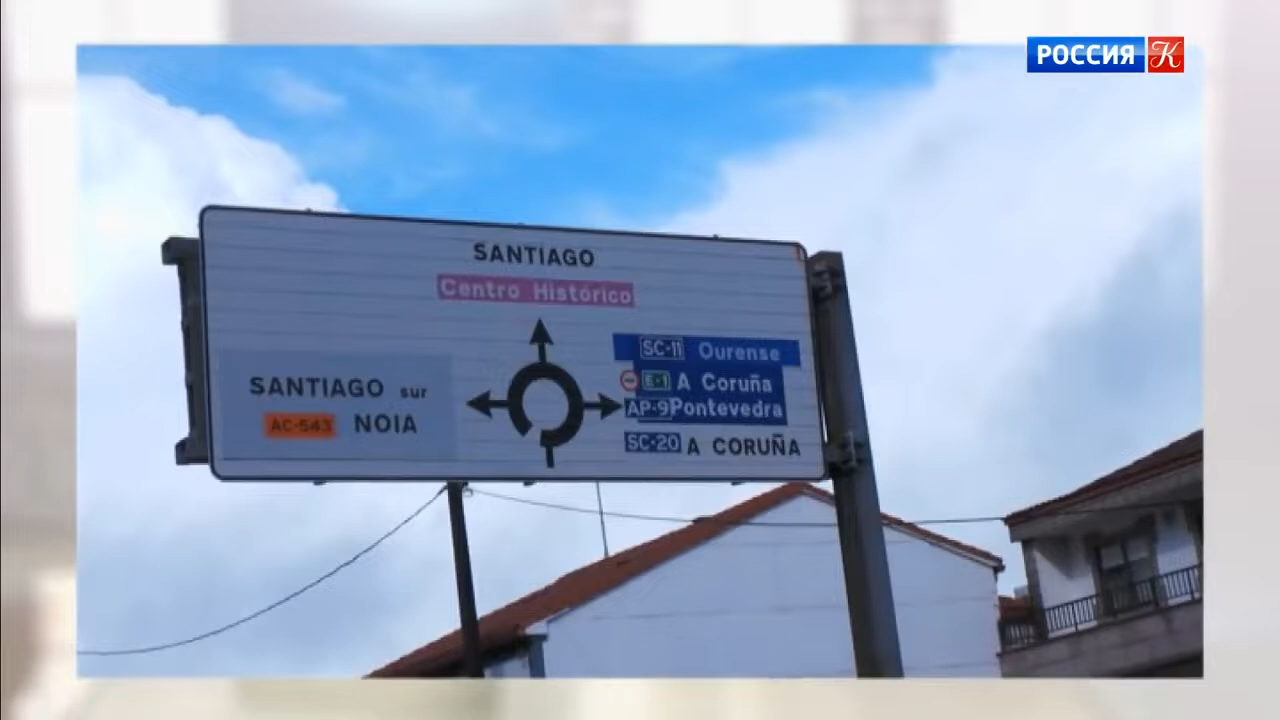 РОССИЯ К
SANTIAGO
Centro Histórico
SANTIAGO sur
AC-543 NOIA
SC-11 Ourense
E-1 A Coruña
AP-9 Pontevedra
SC-20 A CORUÑA